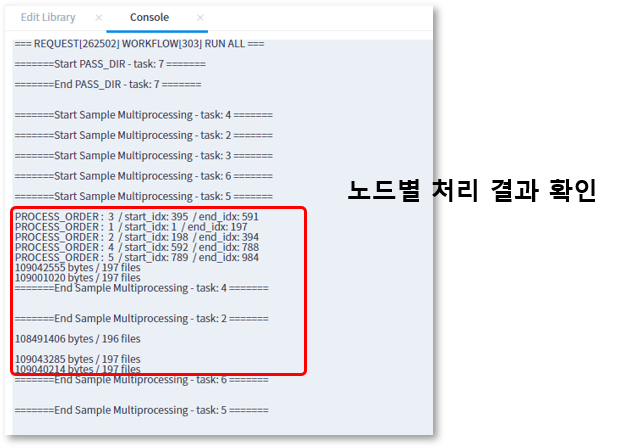 Edit Library × Console ×
=== REQUEST[262502] WORKFLOW[303] RUN ALL ===
=======Start PASS_DIR - task: 7 =======
=======End PASS_DIR - task: 7 =======
=======Start Sample Multiprocessing - task: 4 =======
=======Start Sample Multiprocessing - task: 2 =======
=======Start Sample Multiprocessing - task: 3 =======
=======Start Sample Multiprocessing - task: 6 =======
=======Start Sample Multiprocessing - task: 5 =======
노드별 처리 결과 확인
PROCESS_ORDER : 3 / start_idx: 395 / end_idx: 591
PROCESS_ORDER : 1 / start_idx: 1 / end_idx: 197
PROCESS_ORDER : 2 / start_idx: 198 / end_idx: 394
PROCESS_ORDER : 4 / start_idx: 592 / end_idx: 788
PROCESS_ORDER : 5 / start_idx: 789 / end_idx: 984
109042555 bytes / 197 files
109001020 bytes / 197 files
=======End Sample Multiprocessing - task: 4 =======
=======End Sample Multiprocessing - task: 2 =======
108491406 bytes / 196 files
109043285 bytes / 197 files
109040214 bytes / 197 files
=======End Sample Multiprocessing - task: 6 =======
=======End Sample Multiprocessing - task: 5 =======